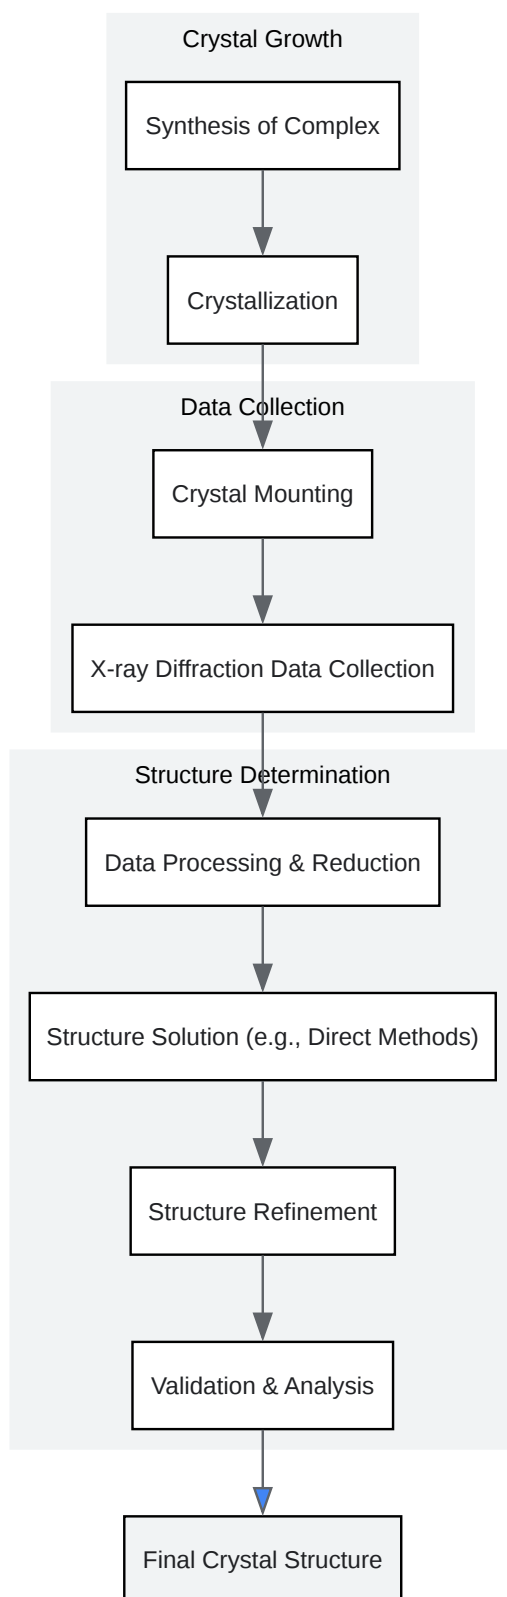 Crystal Growth
Synthesis of Complex
Crystallization
Data Collection
Crystal Mounting
X-ray Diffraction Data Collection
Structure Determination
Data Processing & Reduction
Structure Solution (e.g., Direct Methods)
Structure Refinement
Validation & Analysis
Final Crystal Structure